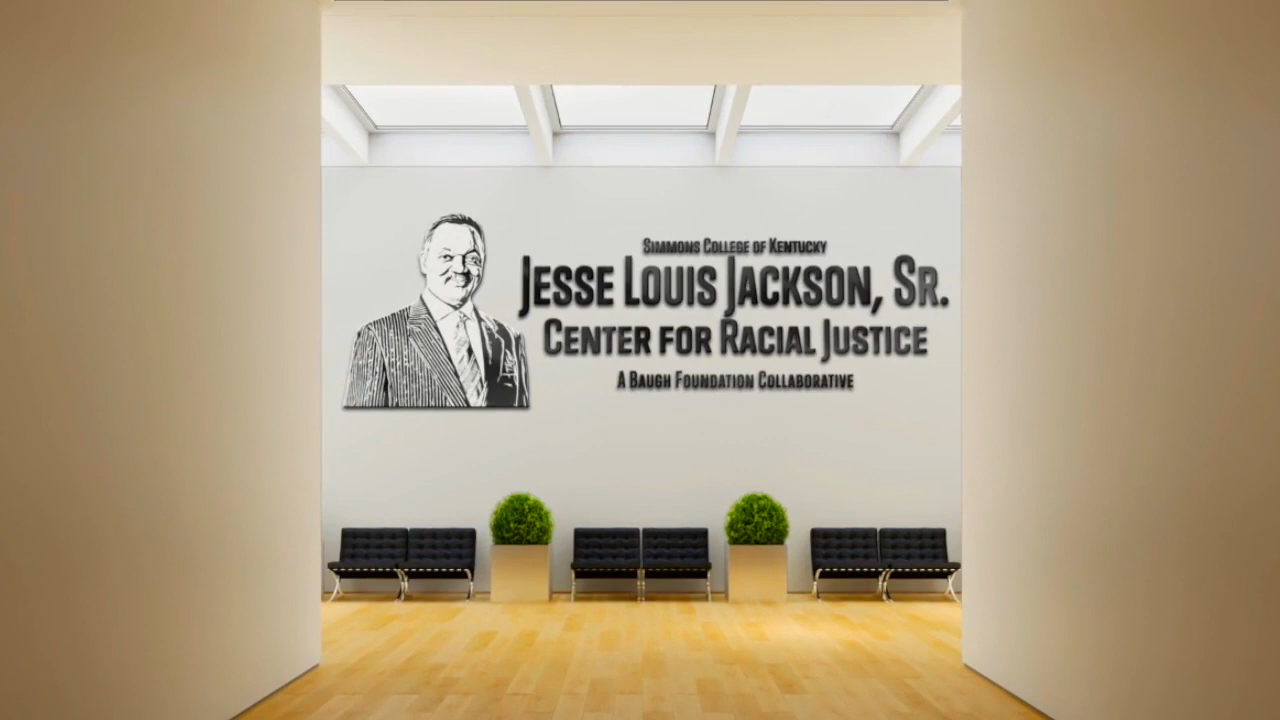 Simmons College of Kentucky
Jesse Louis Jackson, Sr.
Center for Racial Justice
A Baugh Foundation Collaborative